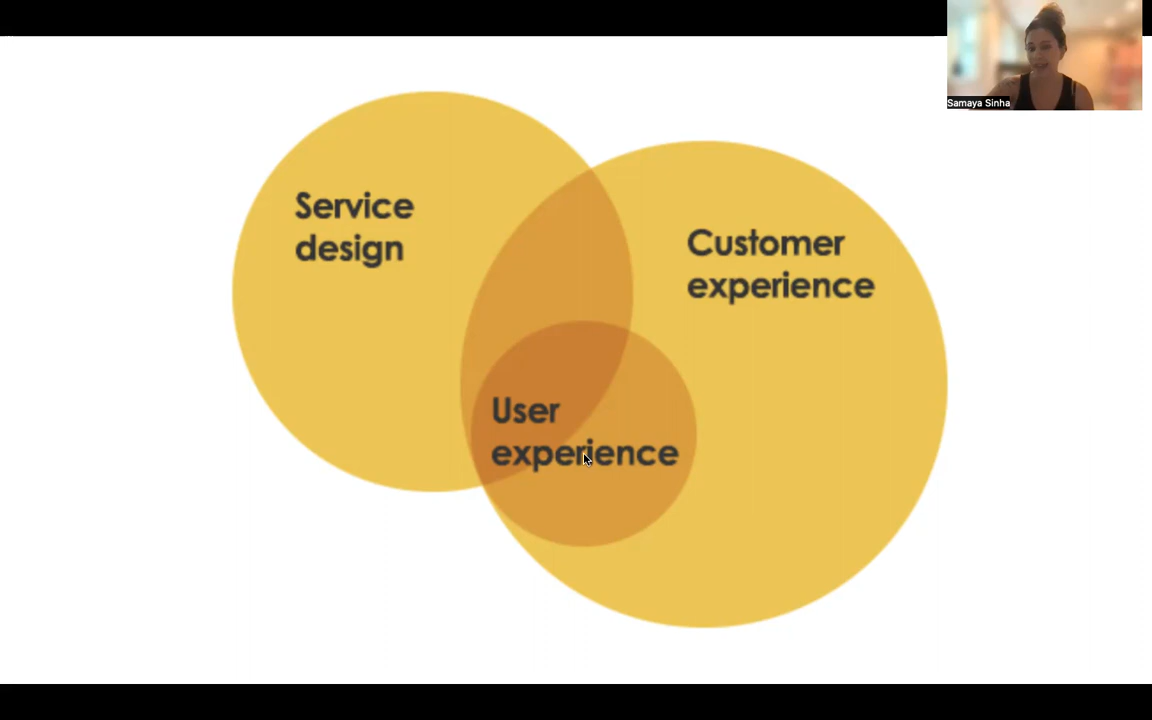 Samaya Sinha
Service
design
Customer
experience
User
experience